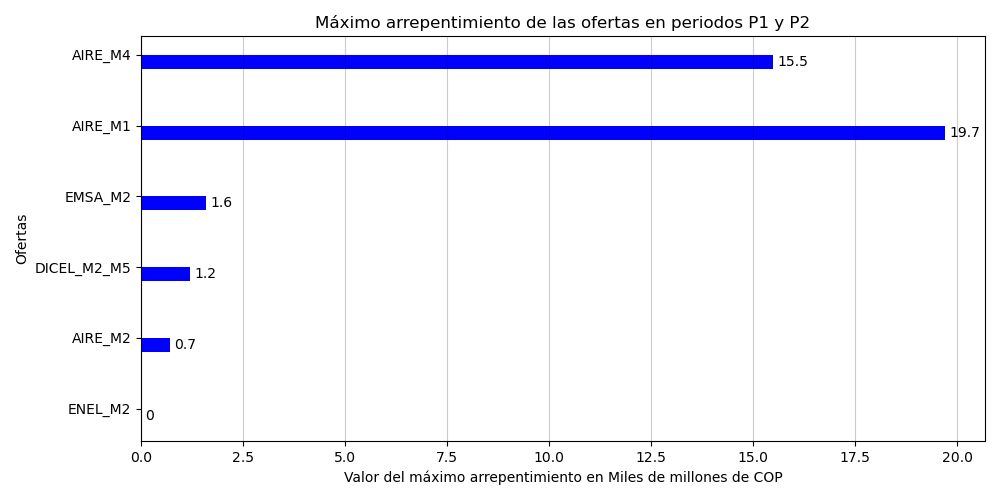 Máximo arrepentimiento de las ofertas en periodos P1 y P2
AIRE_M4
15.5
AIRE_M1
19.7
EMSA_M2
1.6
DICEL_M2_M5
1.2
AIRE_M2
0.7
ENEL_M2
0
Ofertas
0.0 2.5 5.0 7.5 10.0 12.5 15.0 17.5 20.0
Valor del máximo arrepentimiento en Miles de millones de COP